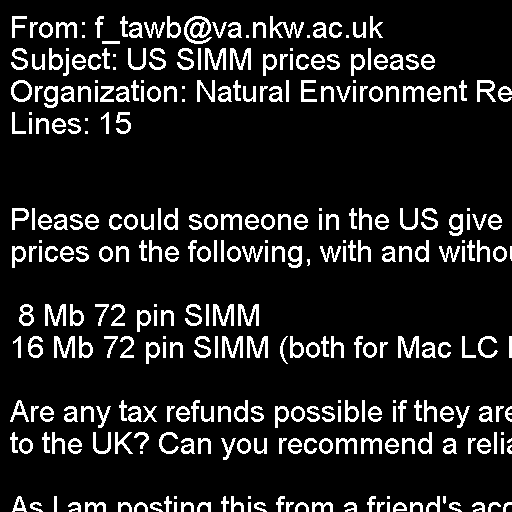 From: f_tawb@va.nkw.ac.uk
Subject: US SIMM prices please
Organization: Natural Environment Re
Lines: 15
Please could someone in the US give
prices on the following, with and witho
8 Mb 72 pin SIMM
16 Mb 72 pin SIMM (both for Mac LC
Are any tax refunds possible if they are
to the UK? Can you recommend a relia
As I am posting this from a friend's acc